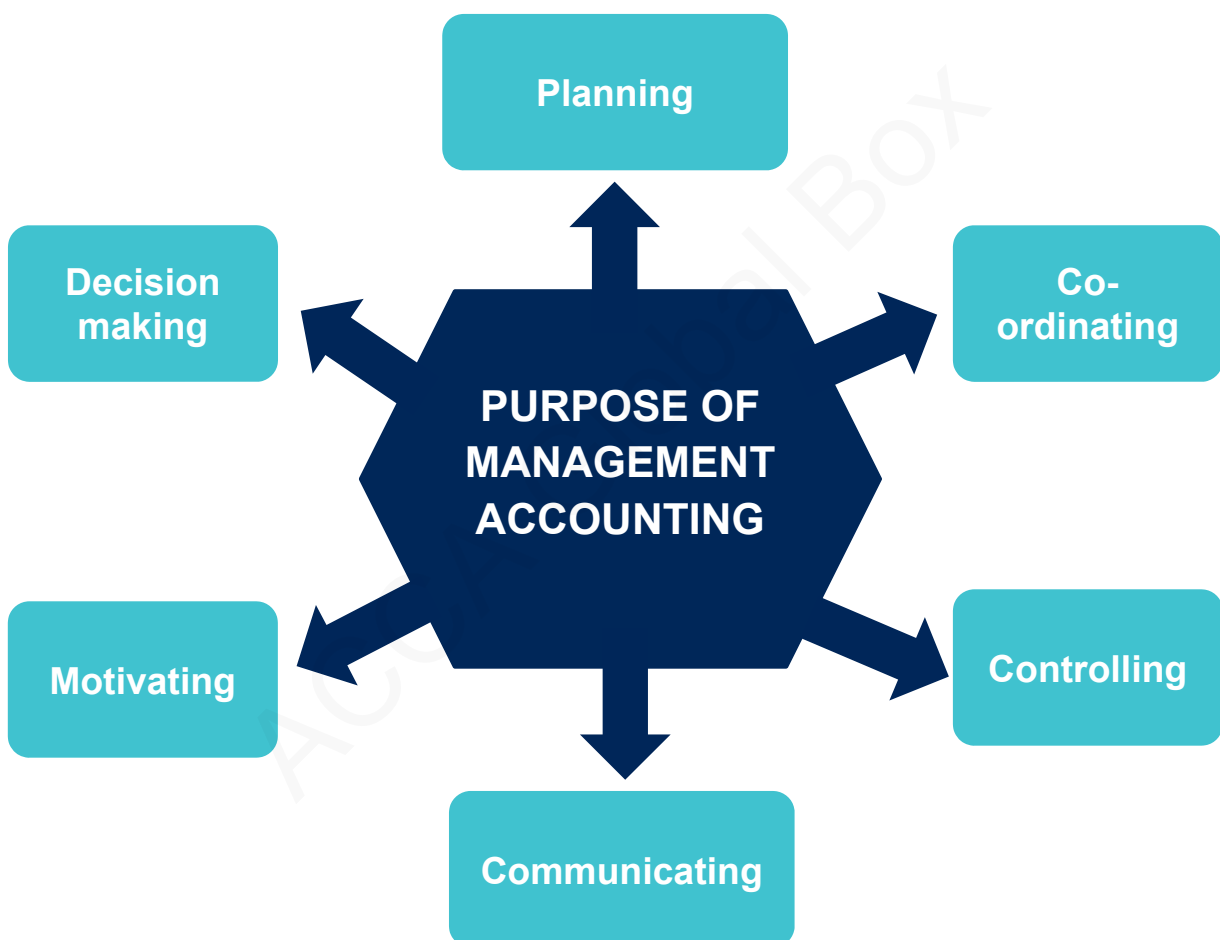 Planning
Decision
making
Co-
ordinating
PURPOSE OF
MANAGEMENT
ACCOUNTING
Motivating
Controlling
Communicating